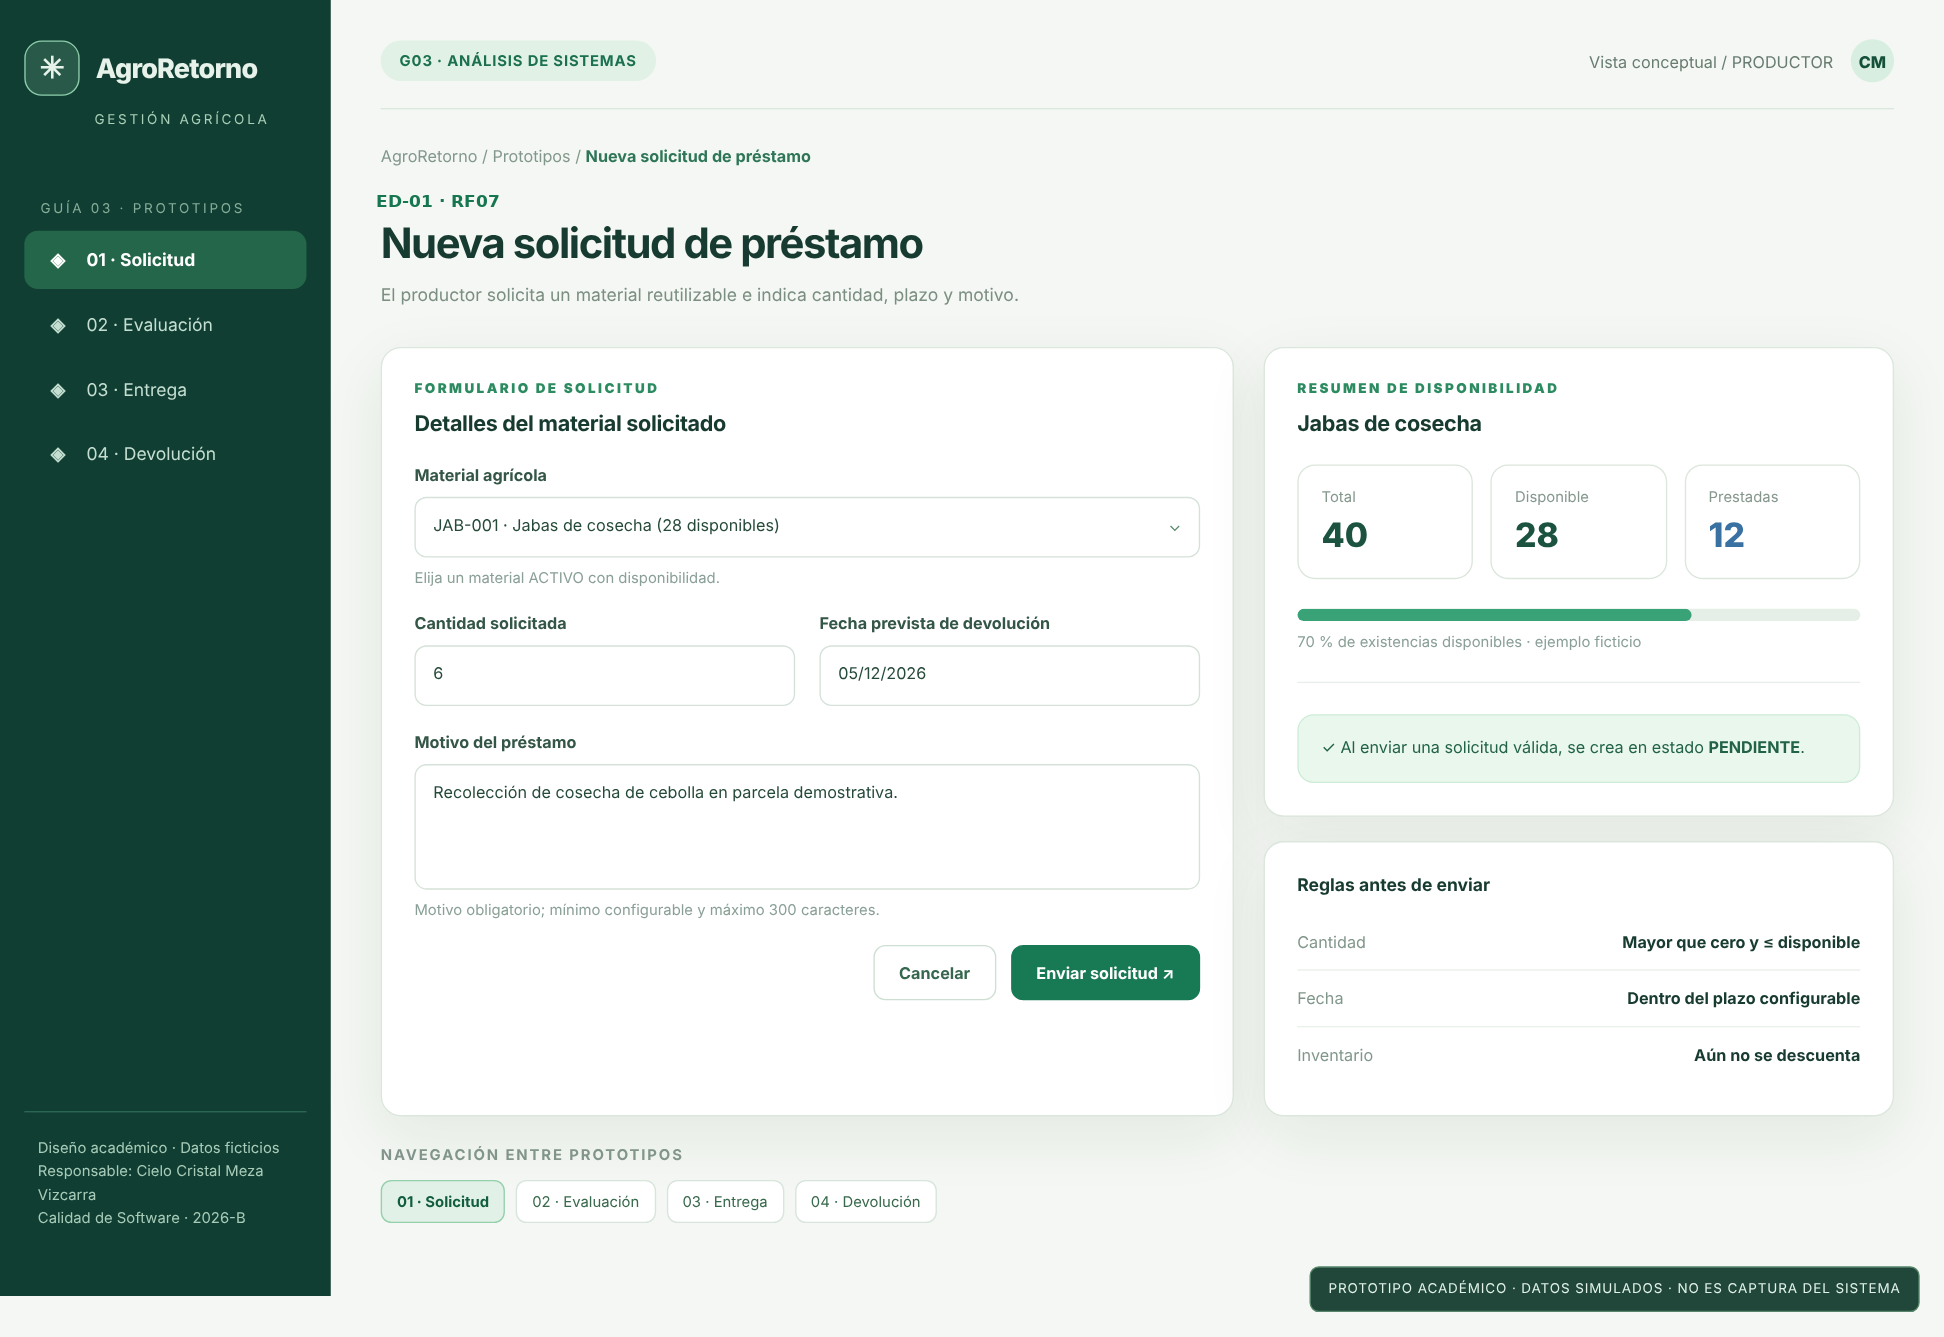 AgroRetorno
GESTIÓN AGRÍCOLA
GUÍA 03 · PROTOTIPOS
01 · Solicitud
02 · Evaluación
03 · Entrega
04 · Devolución
Diseño académico · Datos ficticios
Responsable: Cielo Cristal Meza
Vizcarra
Calidad de Software · 2026-B
G03 · ANÁLISIS DE SISTEMAS
Vista conceptual / PRODUCTOR
CM
AgroRetorno / Prototipos / Nueva solicitud de préstamo
ED-01 · RF07
Nueva solicitud de préstamo
El productor solicita un material reutilizable e indica cantidad, plazo y motivo.
FORMULARIO DE SOLICITUD
Detalles del material solicitado
Material agrícola
JAB-001 · Jabas de cosecha (28 disponibles)
Elija un material ACTIVO con disponibilidad.
Cantidad solicitada
Fecha prevista de devolución
6
05/12/2026
Motivo del préstamo
Recolección de cosecha de cebolla en parcela demostrativa.
Motivo obligatorio; mínimo configurable y máximo 300 caracteres.
Cancelar
Enviar solicitud ↗
RESUMEN DE DISPONIBILIDAD
Jabas de cosecha
Total
Disponible
Prestadas
40
28
12
70 % de existencias disponibles · ejemplo ficticio
✓ Al enviar una solicitud válida, se crea en estado PENDIENTE.
Reglas antes de enviar
Cantidad Mayor que cero y ≤ disponible
Fecha Dentro del plazo configurable
Inventario Aún no se descuenta
NAVEGACIÓN ENTRE PROTOTIPOS
01 · Solicitud
02 · Evaluación
03 · Entrega
04 · Devolución
PROTOTIPO ACADÉMICO · DATOS SIMULADOS · NO ES CAPTURA DEL SISTEMA